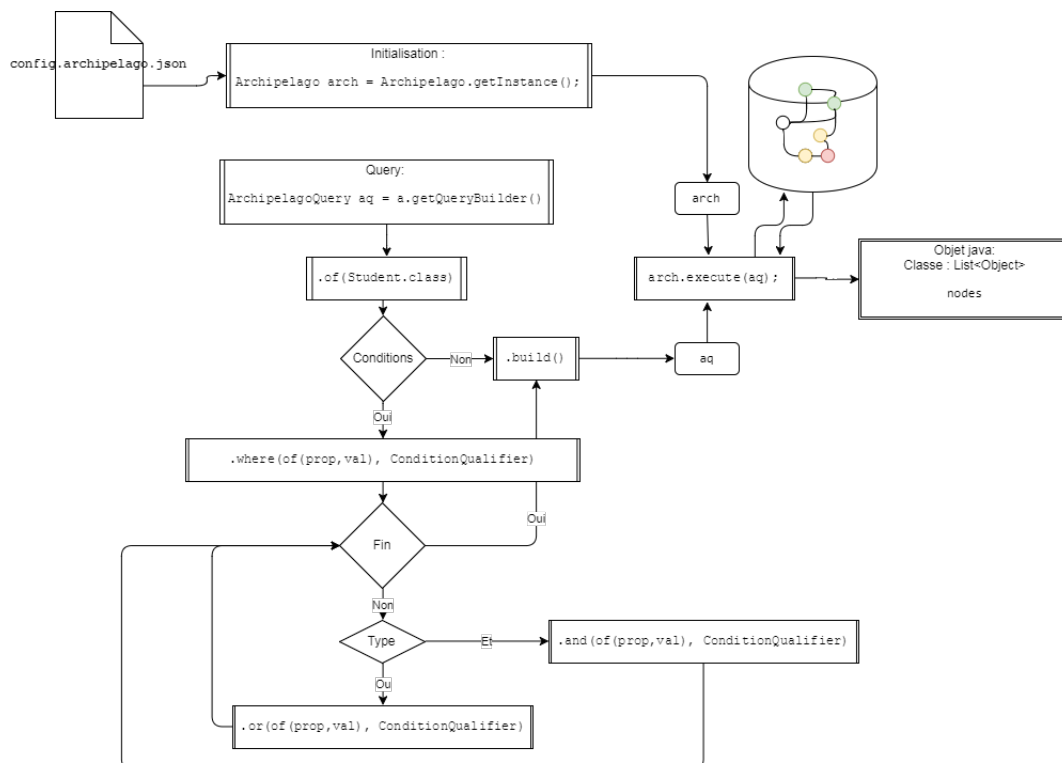 config.archipelago.json
Initialisation :
Archipelago arch = Archipelago.getInstance();
Query:
ArchipelagoQuery aq = a.getQueryBuilder()
arch
.of(Student.class)
arch.execute(aq);
Objet java:
Classe : List<Object>
nodes
Conditions
Non
.build()
aq
Oui
.where(of(prop,val), ConditionQualifier)
Oui
Fin
Non
Type
Et
.and(of(prop,val), ConditionQualifier)
Ou
.or(of(prop,val), ConditionQualifier)